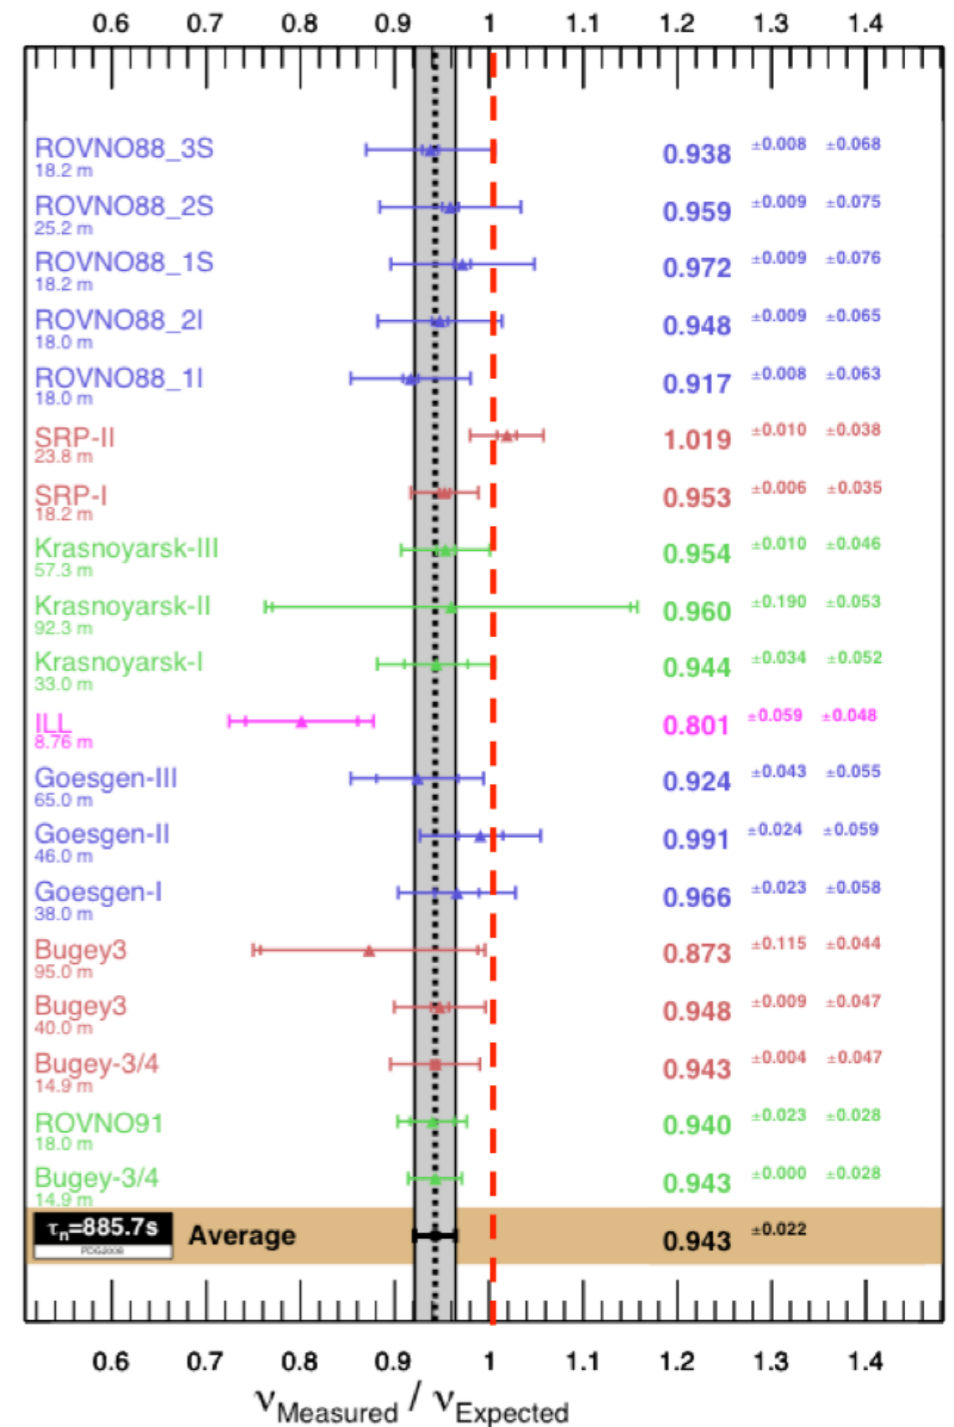 0.6 0.7 0.8 0.9 1 1.1 1.2 1.3 1.4
ROVNO88_3S 0.938 ±0.008 ±0.068
18.2 m
ROVNO88_2S 0.959 ±0.009 ±0.075
25.2 m
ROVNO88_1S 0.972 ±0.009 ±0.076
18.2 m
ROVNO88_2I 0.948 ±0.009 ±0.065
18.0 m
ROVNO88_1I 0.917 ±0.008 ±0.063
18.0 m
SRP-II 1.019 ±0.010 ±0.038
23.8 m
SRP-I 0.953 ±0.006 ±0.035
18.2 m
Krasnoyarsk-III 0.954 ±0.010 ±0.046
57.3 m
Krasnoyarsk-II 0.960 ±0.190 ±0.053
92.3 m
Krasnoyarsk-I 0.944 ±0.034 ±0.052
33.0 m
ILL 0.801 ±0.059 ±0.048
8.76 m
Goesgen-III 0.924 ±0.043 ±0.055
65.0 m
Goesgen-II 0.991 ±0.024 ±0.059
46.0 m
Goesgen-I 0.966 ±0.023 ±0.058
38.0 m
Bugey3 0.873 ±0.115 ±0.044
95.0 m
Bugey3 0.948 ±0.009 ±0.047
40.0 m
Bugey-3/4 0.943 ±0.004 ±0.047
14.9 m
ROVNO91 0.940 ±0.023 ±0.028
18.0 m
Bugey-3/4 0.943 ±0.000 ±0.028
14.9 m
τn=885.7s Average 0.943 ±0.022
PDG2008
0.6 0.7 0.8 0.9 1 1.1 1.2 1.3 1.4
νMeasured / νExpected